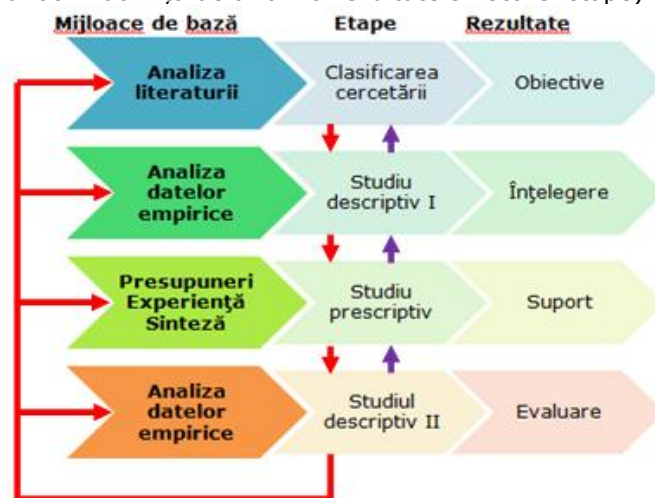 Mijloace de bază Etape Rezultate
Analiza
literaturii
Clasificarea
cercetării
Obiective
Analiza
datelor
empirice
Studiu
descriptiv I
Înţelegere
Presupuneri
Experienţă
Sinteză
Studiu
prescriptiv
Suport
Analiza
datelor
empirice
Studiul
descriptiv II
Evaluare